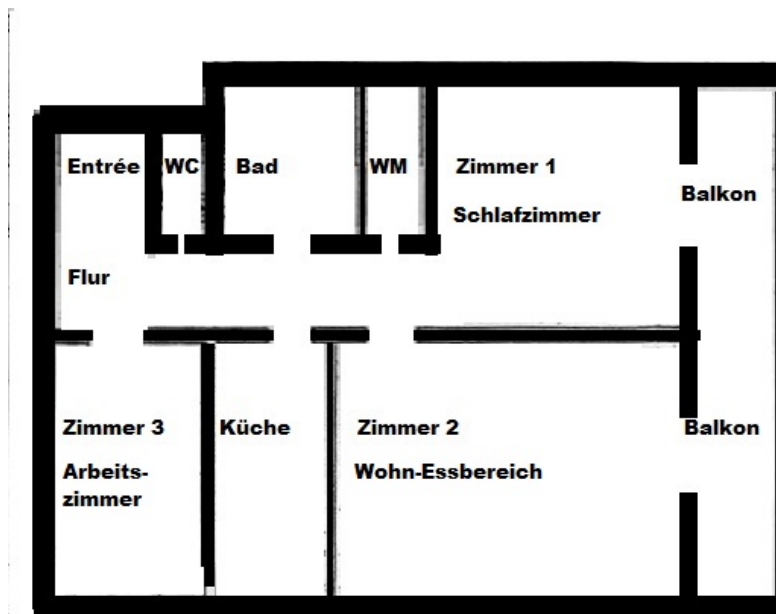 Entrée
WC
Bad
WM
Zimmer 1
Schlafzimmer
Balkon
Flur
Zimmer 3
Arbeits-
zimmer
Küche
Zimmer 2
Wohn-Essbereich
Balkon